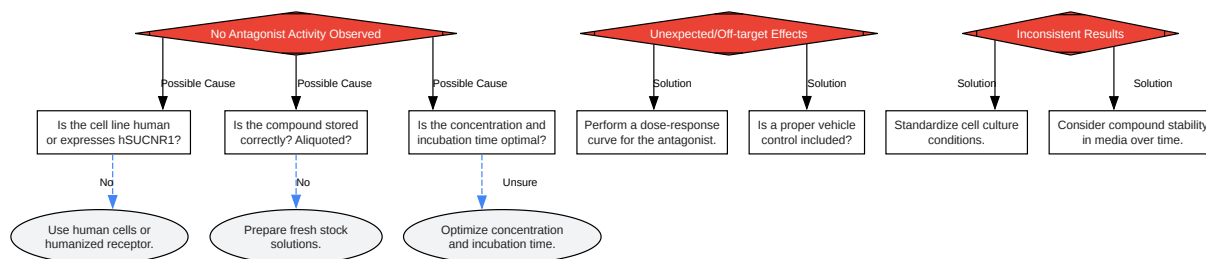 No Antagonist Activity Observed
Unexpected/Off-target Effects
Inconsistent Results
Possible Cause
Possible Cause
Possible Cause
Solution
Solution
Solution
Solution
Is the cell line human
or expresses hSUCNR1?
Is the compound stored
correctly? Aliquoted?
Is the concentration and
incubation time optimal?
Perform a dose-response
curve for the antagonist.
Is a proper vehicle
control included?
Standardize cell culture
conditions.
Consider compound stability
in media over time.
No
No
Unsure
Use human cells or
humanized receptor.
Prepare fresh stock
solutions.
Optimize concentration
and incubation time.